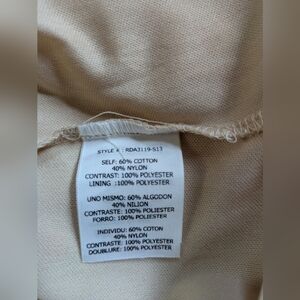 STYLE # : RDA3119-S13
SELF: 60% COTTON
40% NYLON
CONTRAST: 100% POLYESTER
LINING :100% POLYESTER
UNO MISMO: 60% ALGODON
40% NILION
CONTRASTE: 100% POLIESTER
FORRO: 100% POLIESTER
INDIVIDU: 60% COTON
40% NYLON
CONTRASTE: 100% POLYESTER
DOUBLURE: 100% POLYESTER